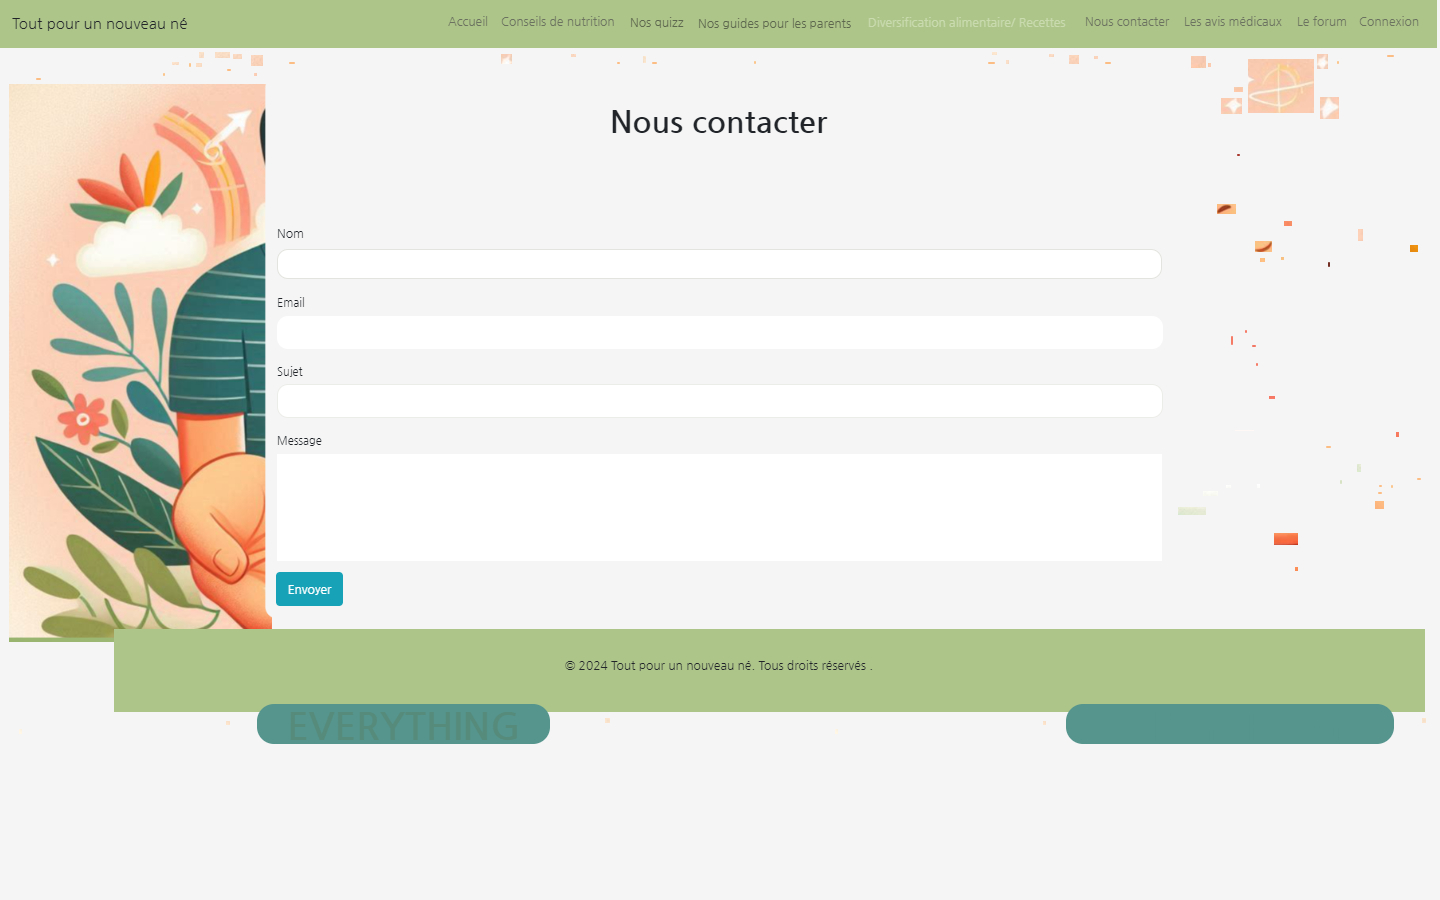 Tout pour un nouveau né
Accueil Conseils de nutrition Nos quizz Nos guides pour les parents Diversification alimentaire/ Recettes Nous contacter Les avis médicaux Le forum Connexion
Nous contacter
Nom
Email
Sujet
Message
Envoyer
© 2024 Tout pour un nouveau né. Tous droits réservés .
EVERYTHING